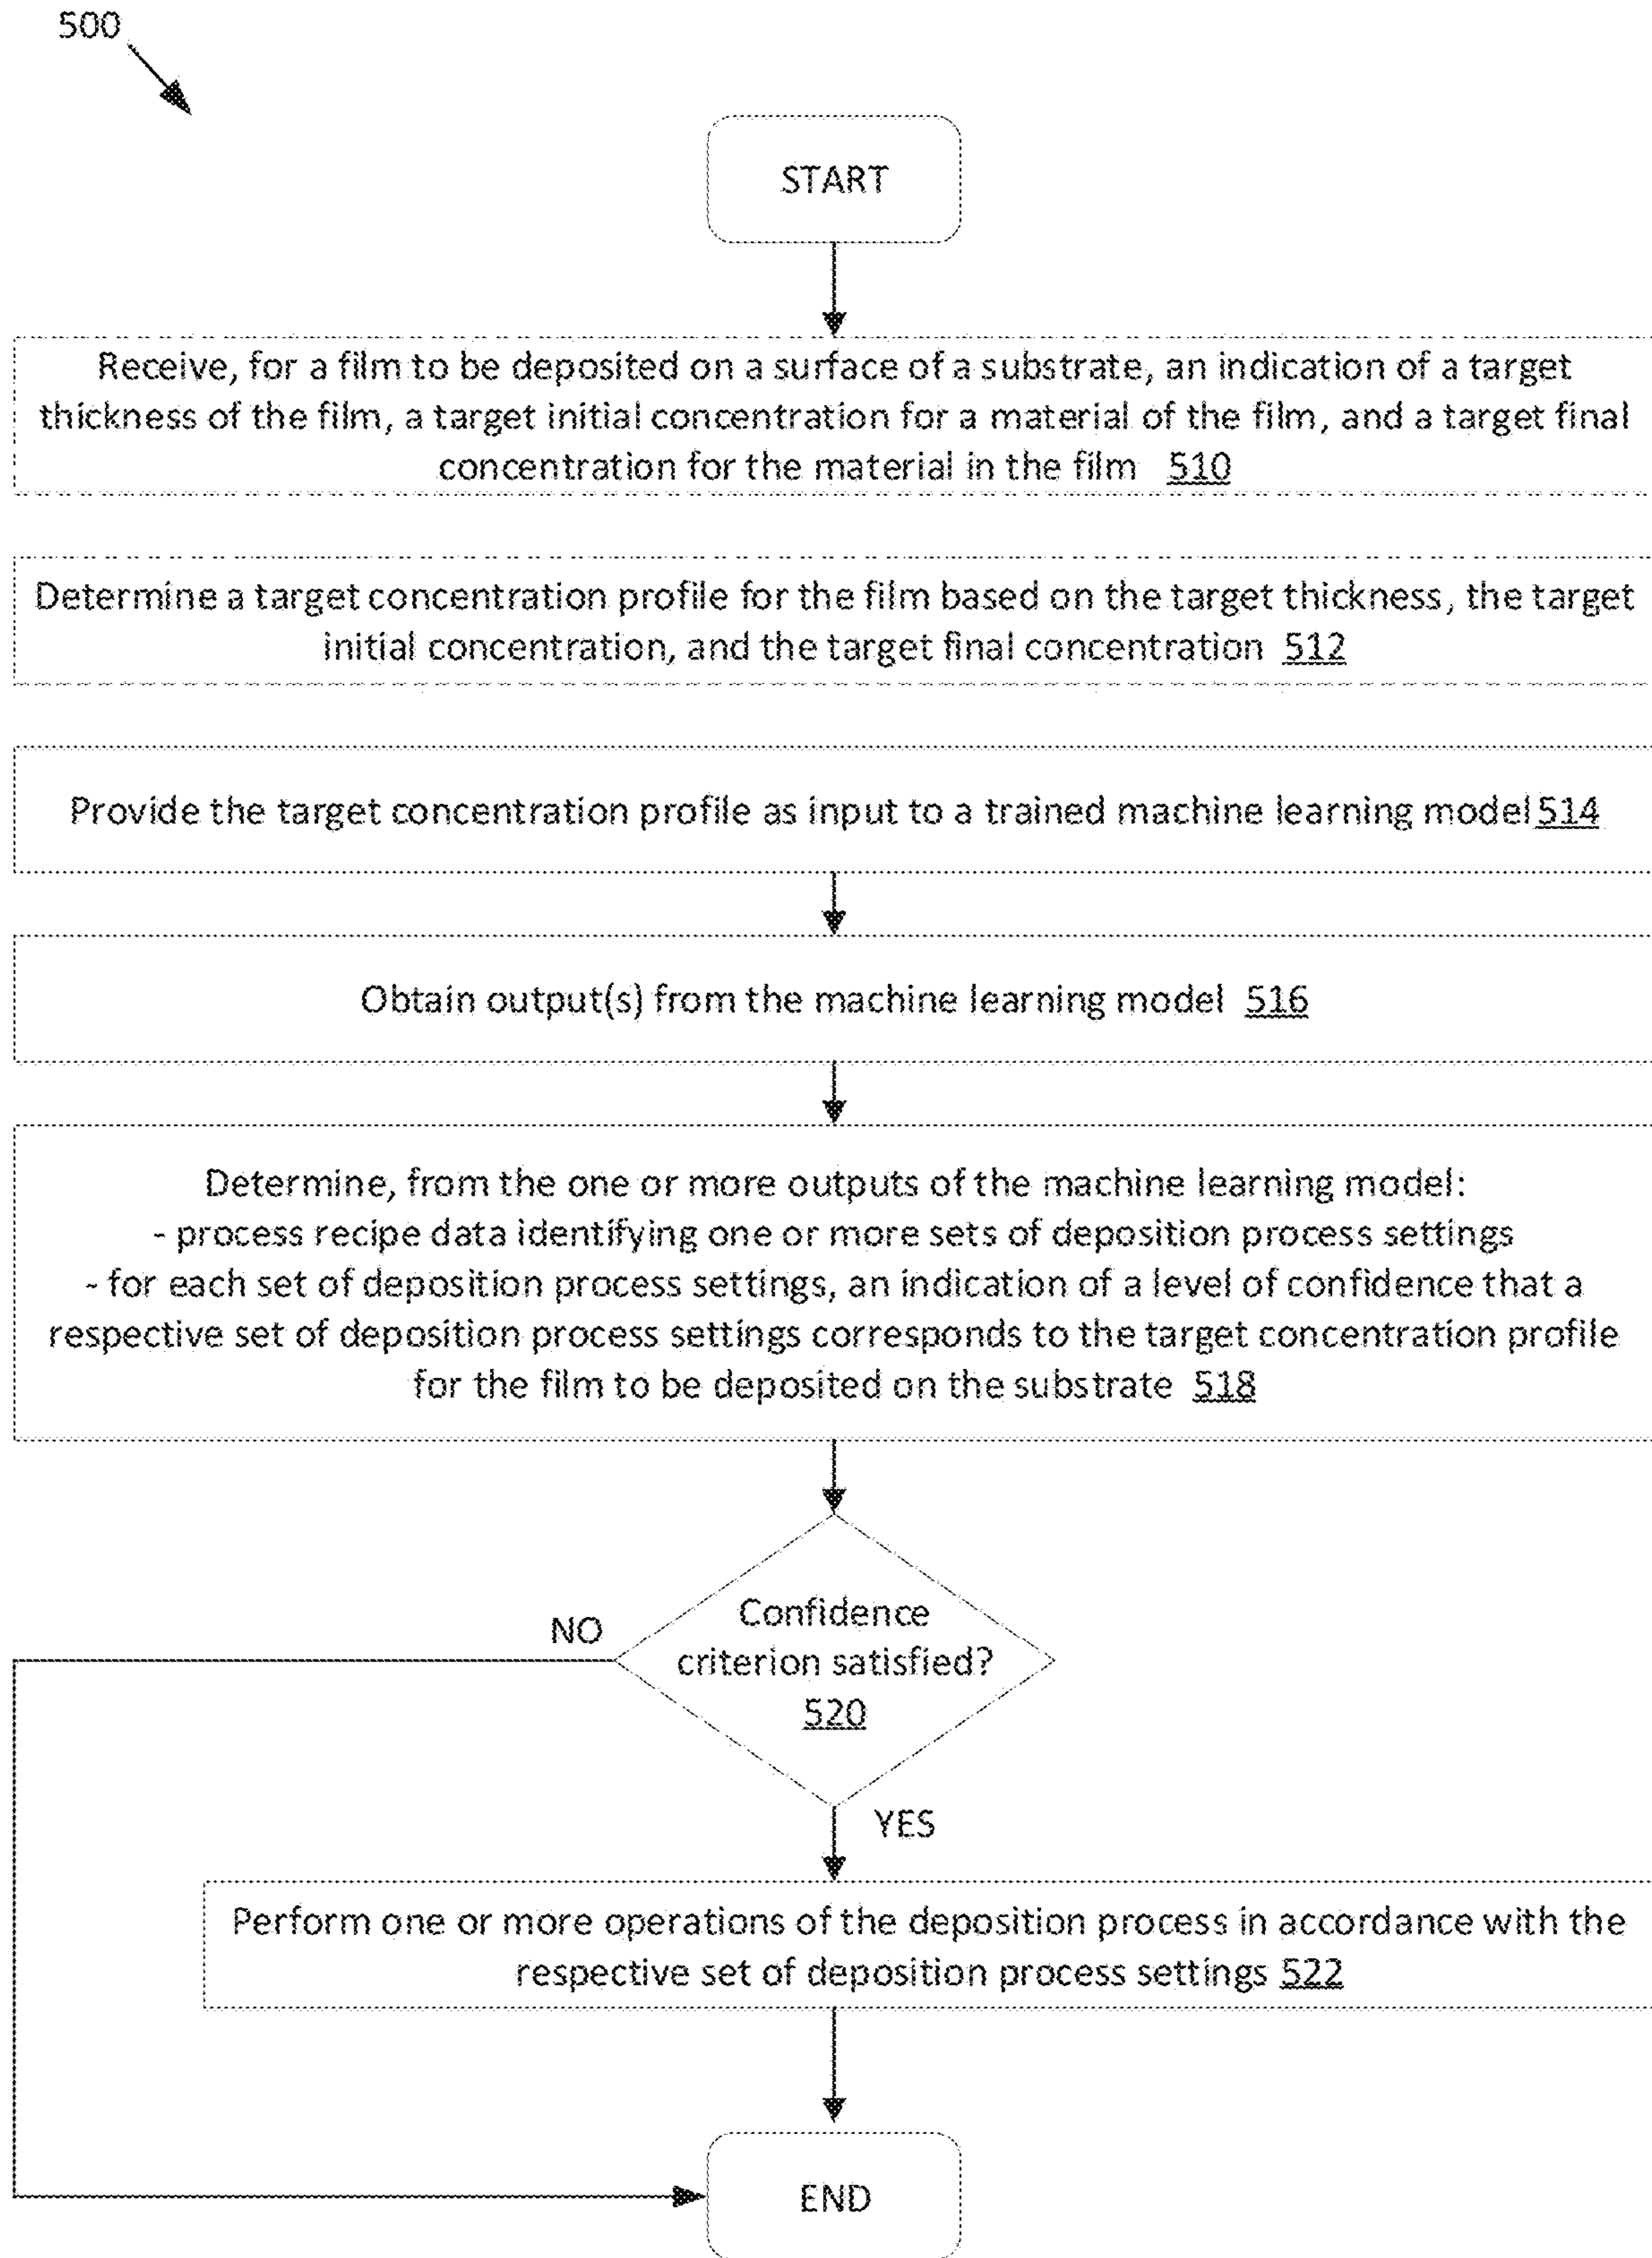 500
START
Receive, for a film to be deposited on a surface of a substrate, an indication of a target
thickness of the film, a target initial concentration for a material of the film, and a target final
concentration for the material in the film 510
Determine a target concentration profile for the film based on the target thickness, the target
initial concentration, and the target final concentration 512
Provide the target concentration profile as input to a trained machine learning model 514
Obtain output(s) from the machine learning model 516
Determine, from the one or more outputs of the machine learning model:
- process recipe data identifying one or more sets of deposition process settings
- for each set of deposition process settings, an indication of a level of confidence that a
respective set of deposition process settings corresponds to the target concentration profile
for the film to be deposited on the substrate 518
NO
Confidence
criterion satisfied?
520
YES
Perform one or more operations of the deposition process in accordance with the
respective set of deposition process settings 522
END